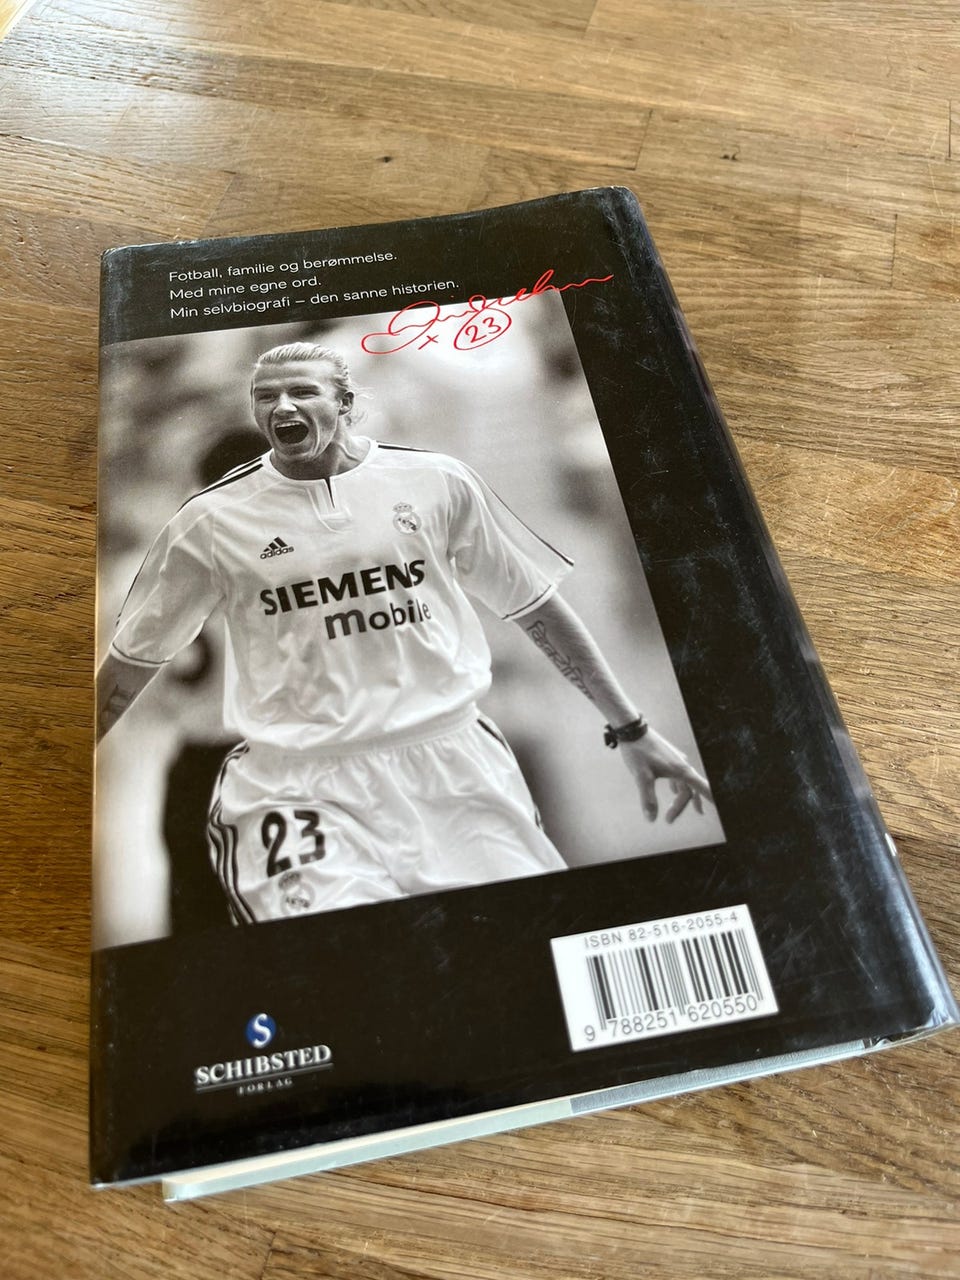 Fotball, familie og berømmelse.
Med mine egne ord.
Min selvbiografi – den sanne historien.
23
adidas
SIEMENS
mobile
23
ISBN 82-516-2055-4
9 788251 620550
S
SCHIBSTED
FORLAG